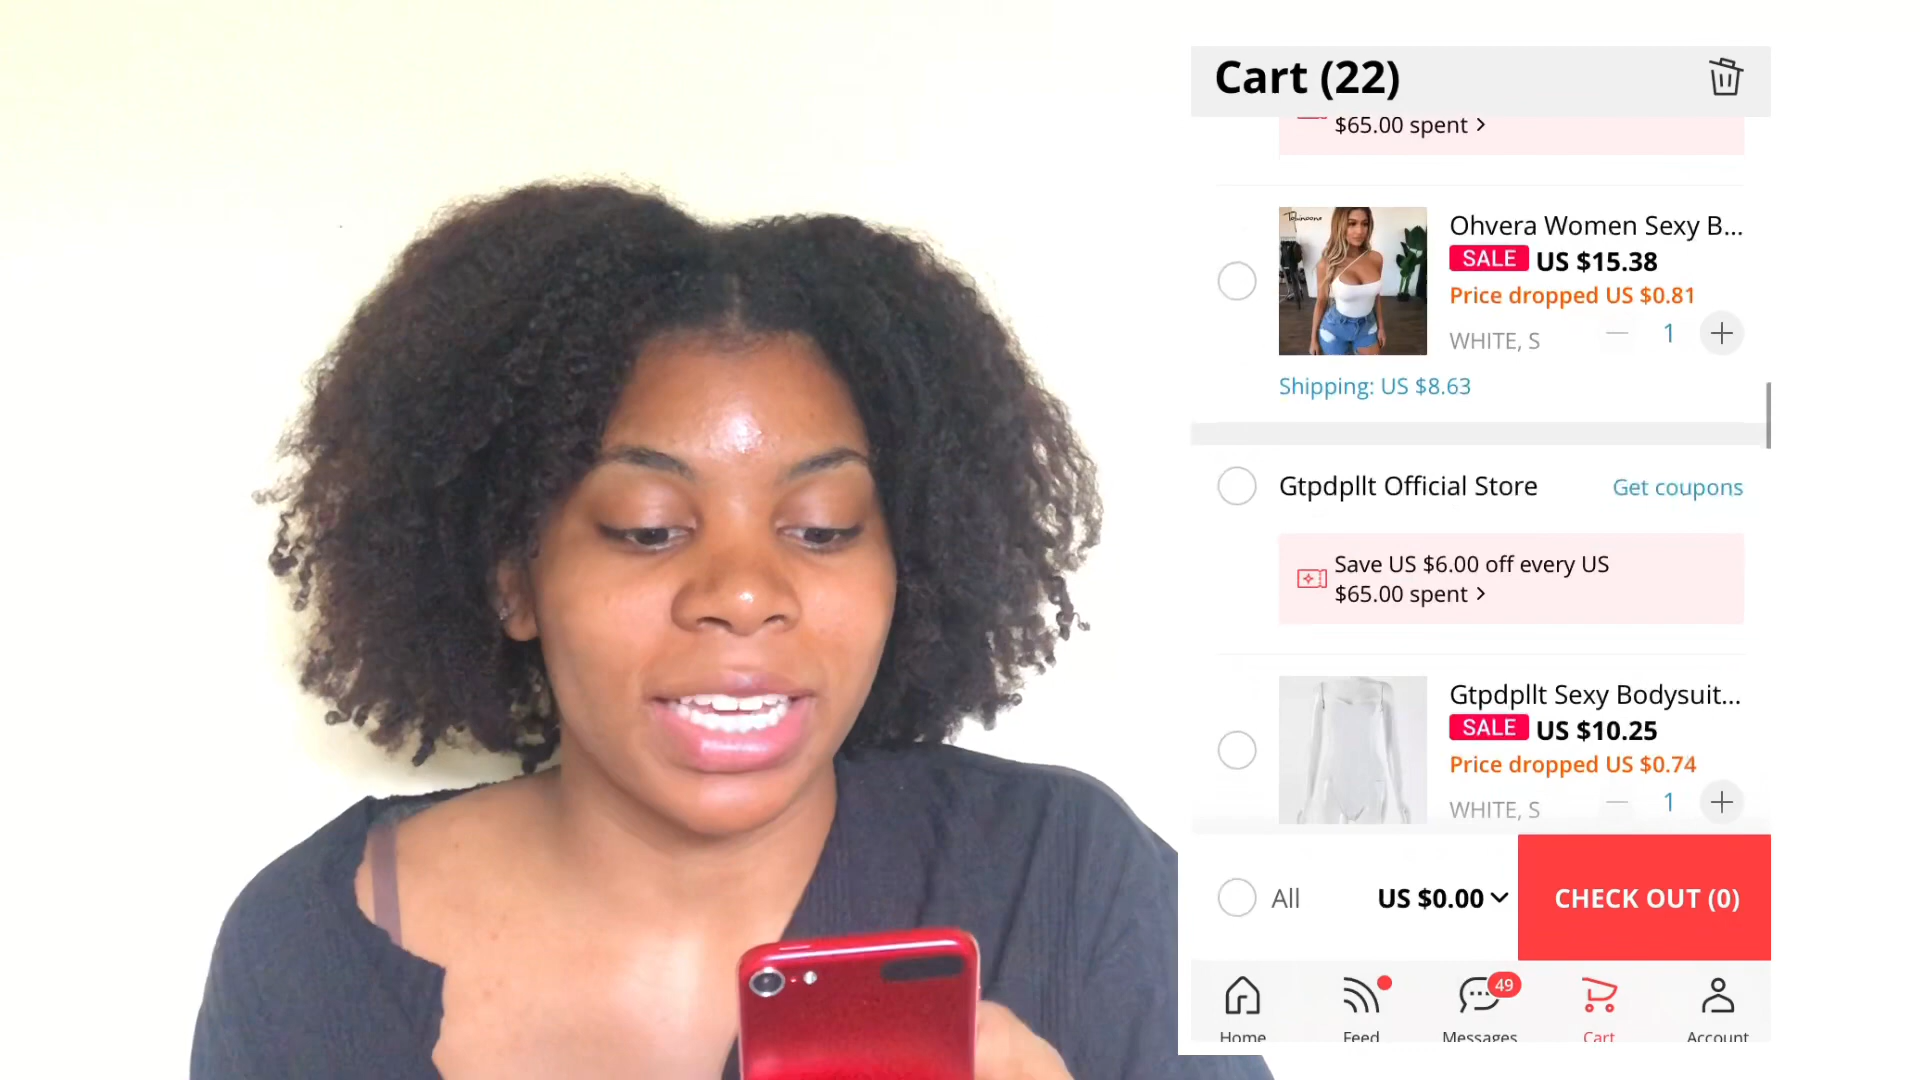 Cart (22)
$65.00 spent >
Ohvera Women Sexy B...
SALE US $15.38
Price dropped US $0.81
WHITE, S
1
Shipping: US $8.63
Gtpdpllt Official Store
Get coupons
Save US $6.00 off every US
$65.00 spent >
Gtpdpllt Sexy Bodysuit...
SALE US $10.25
Price dropped US $0.74
WHITE, S
1
All
US $0.00
CHECK OUT (0)
49
Home
Feed
Messages
Cart
Account